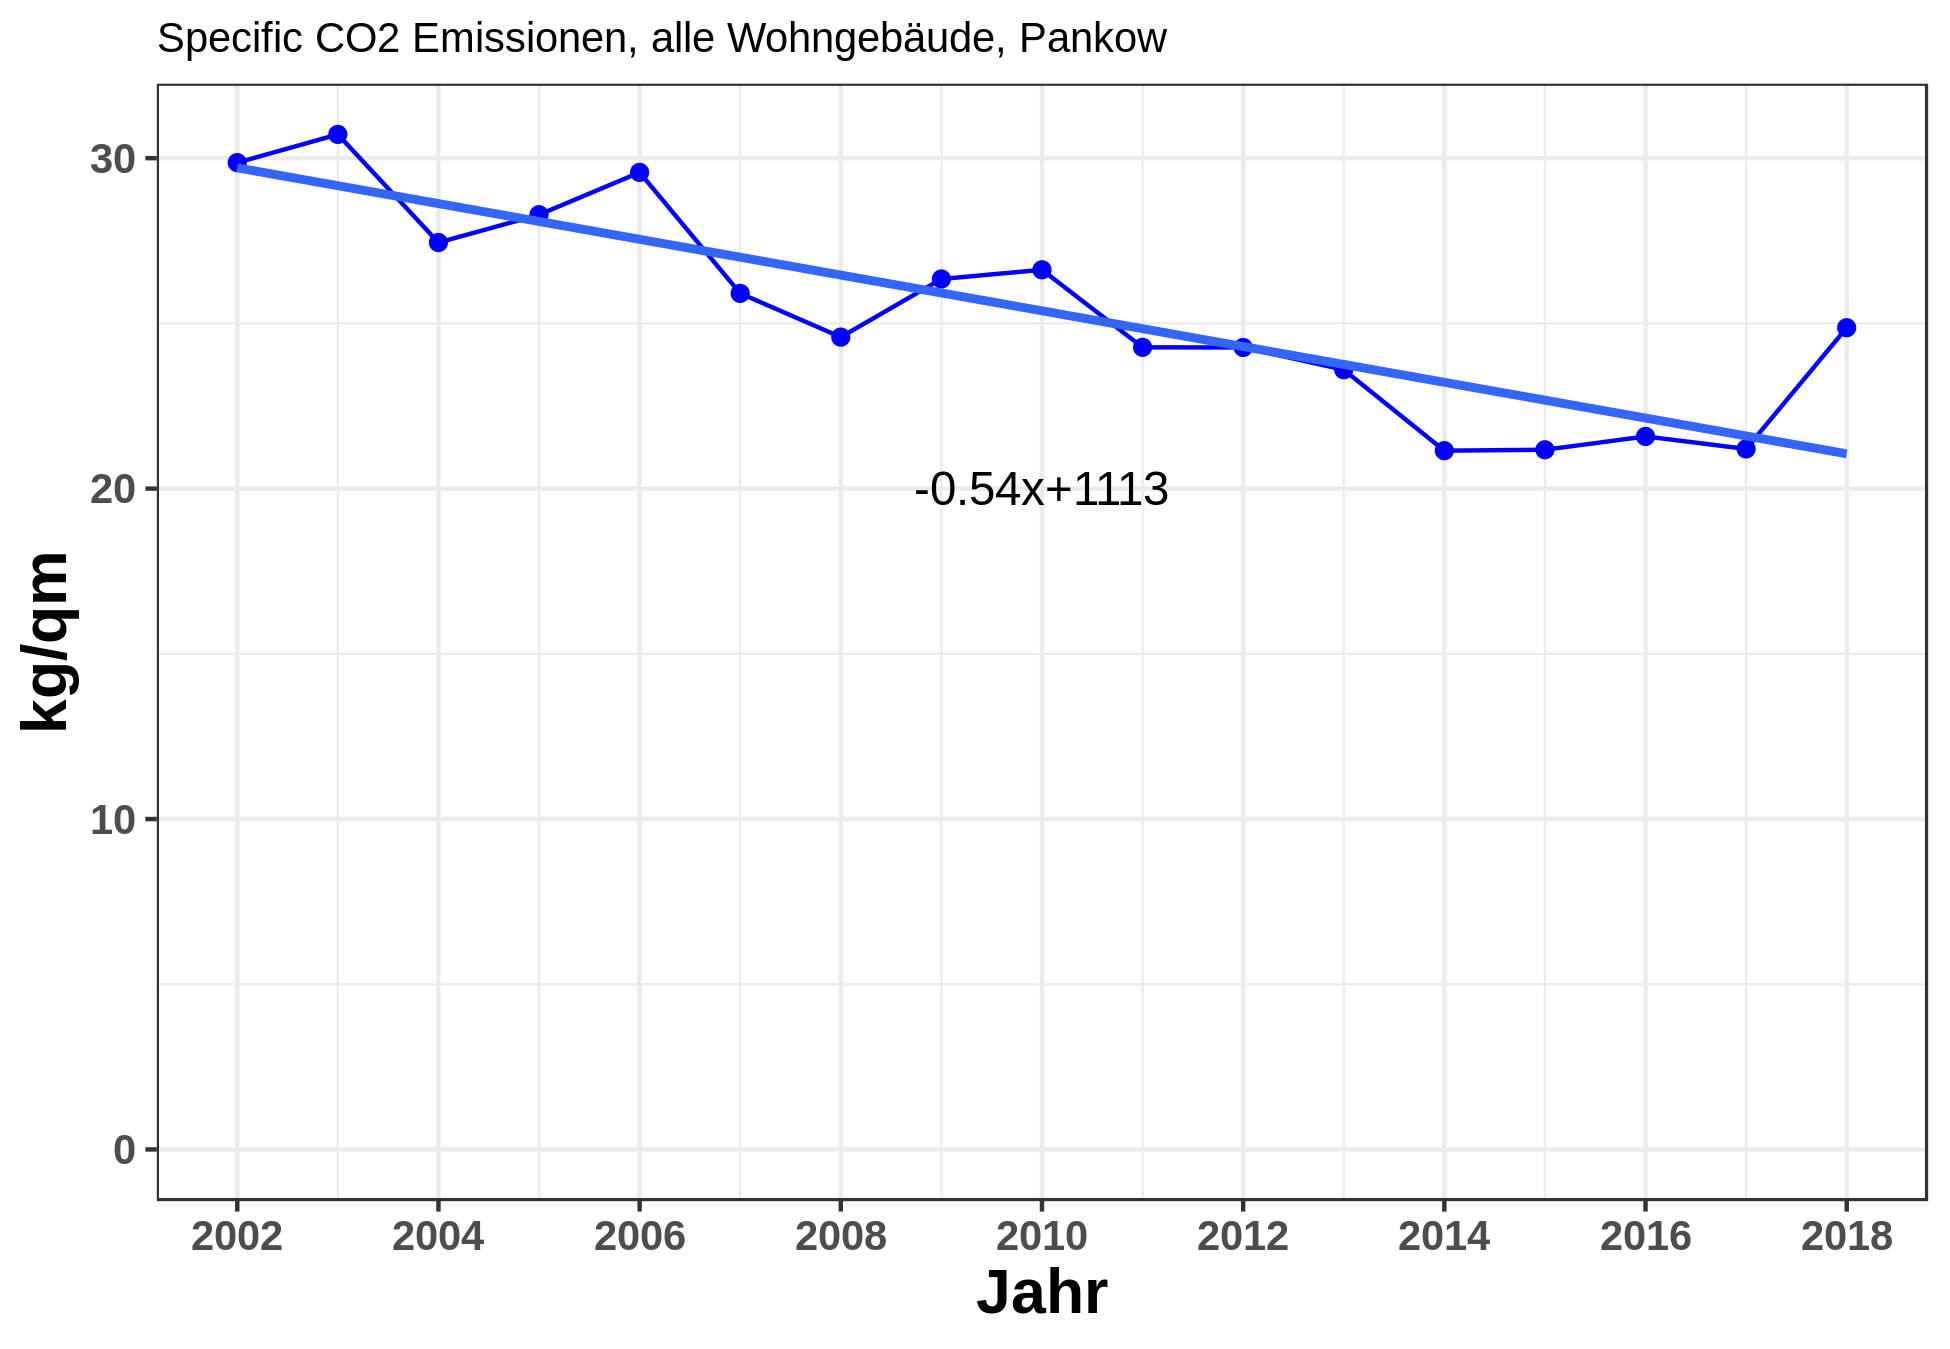 Specific CO2 Emissionen, alle Wohngebäude, Pankow
30
20
10
0
kg/qm
-0.54x+1113
2002 2004 2006 2008 2010 2012 2014 2016 2018
Jahr